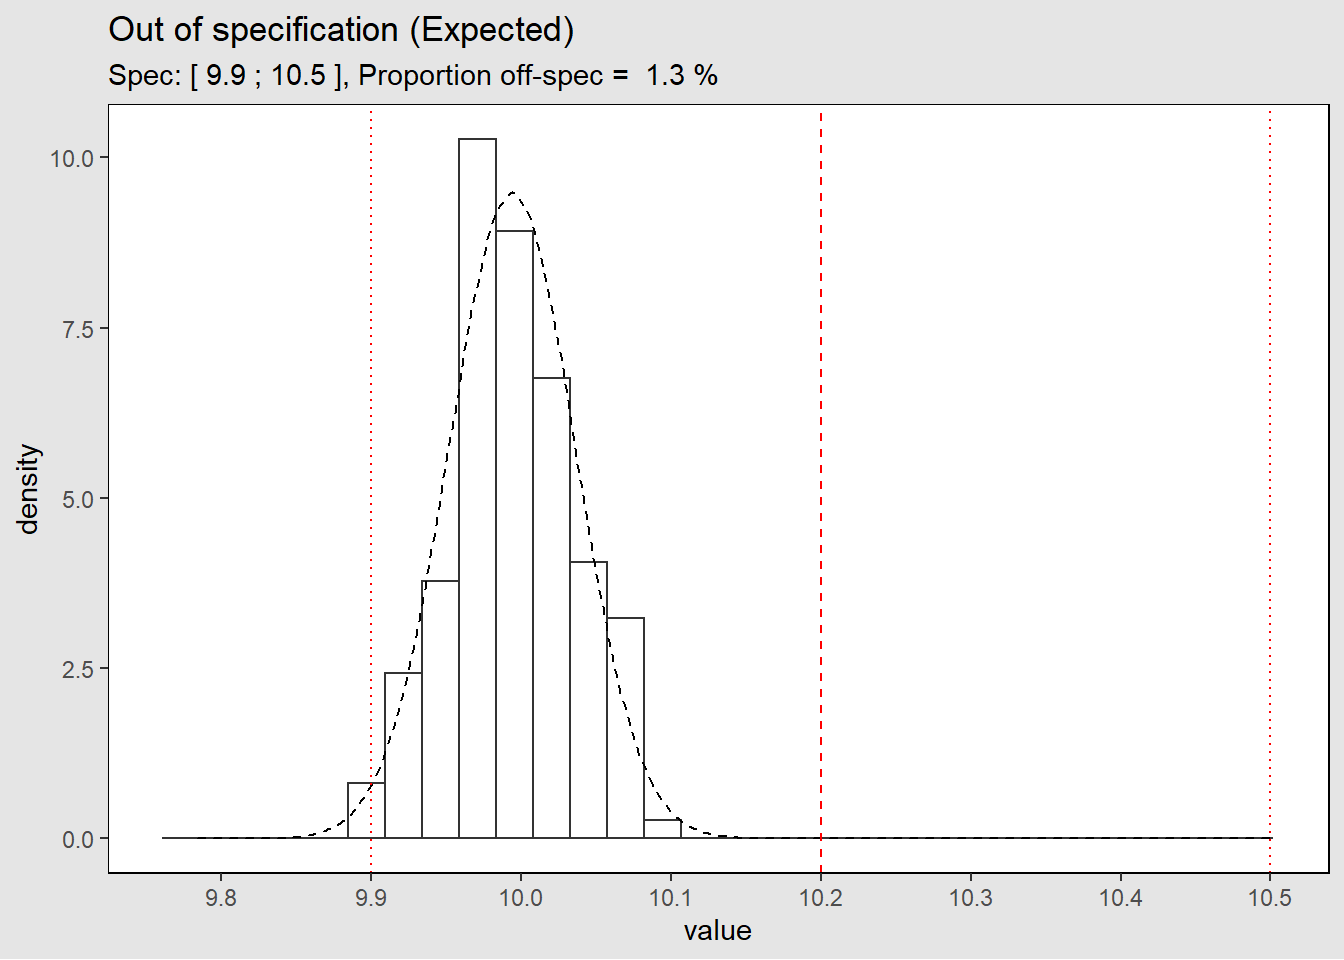 Out of specification (Expected)
Spec: [ 9.9 ; 10.5 ], Proportion off-spec =  1.3 %
10.0
7.5
5.0
2.5
0.0
density
9.8 9.9 10.0 10.1 10.2 10.3 10.4 10.5
value